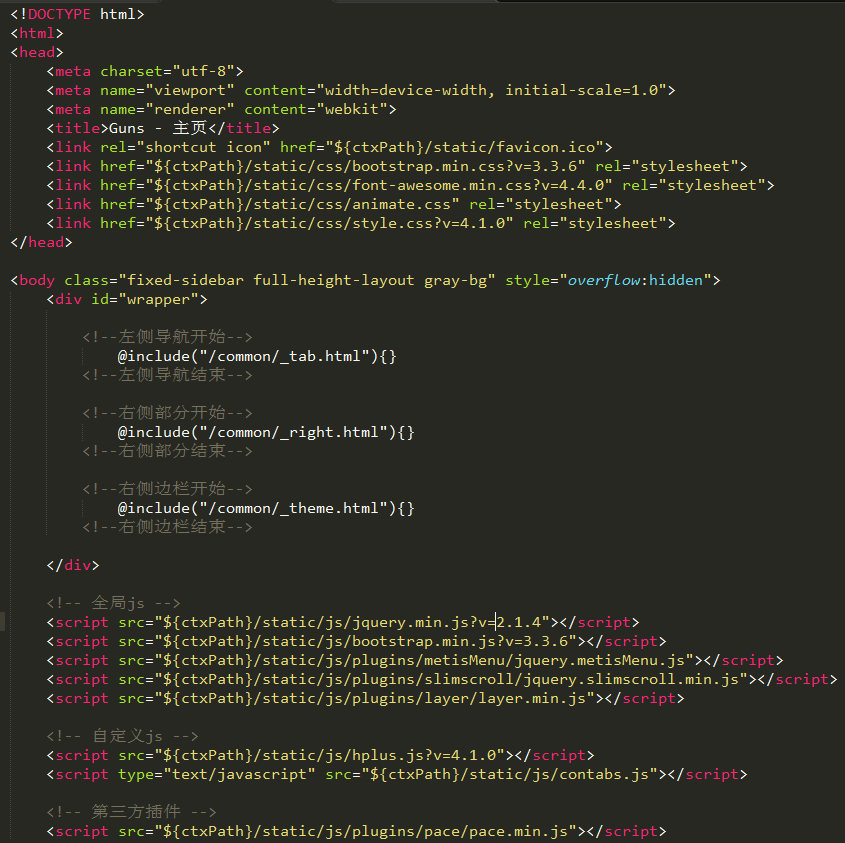 <!DOCTYPE html>
<html>
<head>
<meta charset="utf-8">
<meta name="viewport" content="width=device-width, initial-scale=1.0">
<meta name="renderer" content="webkit">
<title>Guns - 主页</title>
<link rel="shortcut icon" href="${ctxPath}/static/favicon.ico">
<link href="${ctxPath}/static/css/bootstrap.min.css?v=3.3.6" rel="stylesheet">
<link href="${ctxPath}/static/css/font-awesome.min.css?v=4.4.0" rel="stylesheet">
<link href="${ctxPath}/static/css/animate.css" rel="stylesheet">
<link href="${ctxPath}/static/css/style.css?v=4.1.0" rel="stylesheet">
</head>
<body class="fixed-sidebar full-height-layout gray-bg" style="overflow:hidden">
<div id="wrapper">
<!--左侧导航开始-->
@include("/common/_tab.html"){}
<!--左侧导航结束-->
<!--右侧部分开始-->
@include("/common/_right.html"){}
<!--右侧部分结束-->
<!--右侧边栏开始-->
@include("/common/_theme.html"){}
<!--右侧边栏结束-->
</div>
<!-- 全局js -->
<script src="${ctxPath}/static/js/jquery.min.js?v=2.1.4"></script>
<script src="${ctxPath}/static/js/bootstrap.min.js?v=3.3.6"></script>
<script src="${ctxPath}/static/js/plugins/metisMenu/jquery.metisMenu.js"></script>
<script src="${ctxPath}/static/js/plugins/slimscroll/jquery.slimscroll.min.js"></script>
<script src="${ctxPath}/static/js/plugins/layer/layer.min.js"></script>
<!-- 自定义js -->
<script src="${ctxPath}/static/js/hplus.js?v=4.1.0"></script>
<script type="text/javascript" src="${ctxPath}/static/js/contabs.js"></script>
<!-- 第三方插件 -->
<script src="${ctxPath}/static/js/plugins/pace/pace.min.js"></script>